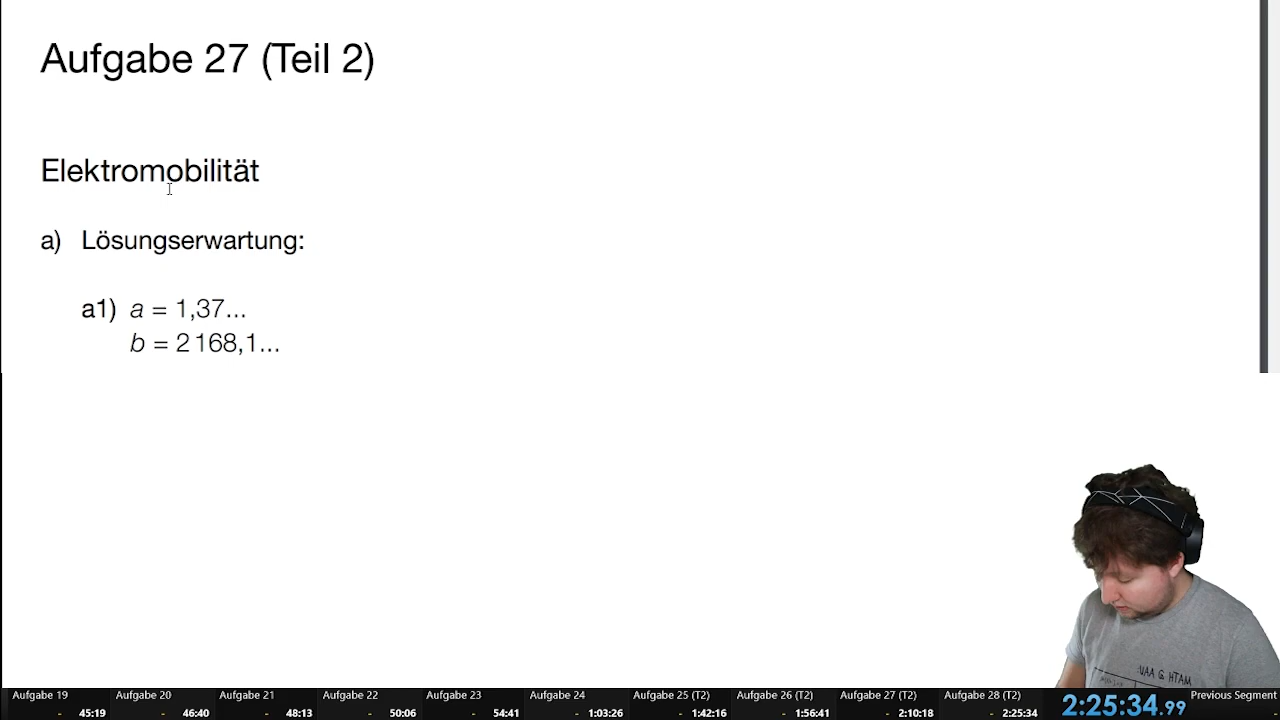 Aufgabe 27 (Teil 2)
Elektromobilität
a) Lösungserwartung:
a1) a = 1,37...
b = 2 168,1...
Aufgabe 19 Aufgabe 20 Aufgabe 21 Aufgabe 22 Aufgabe 23 Aufgabe 24 Aufgabe 25 (T2) Aufgabe 26 (T2) Aufgabe 27 (T2) Aufgabe 28 (T2) 2:25:34.99 Previous Segment
- 45:19 - 46:40 - 48:13 - 50:06 - 54:41 - 1:03:26 - 1:42:16 - 1:56:41 - 2:10:18 - 2:25:34 -